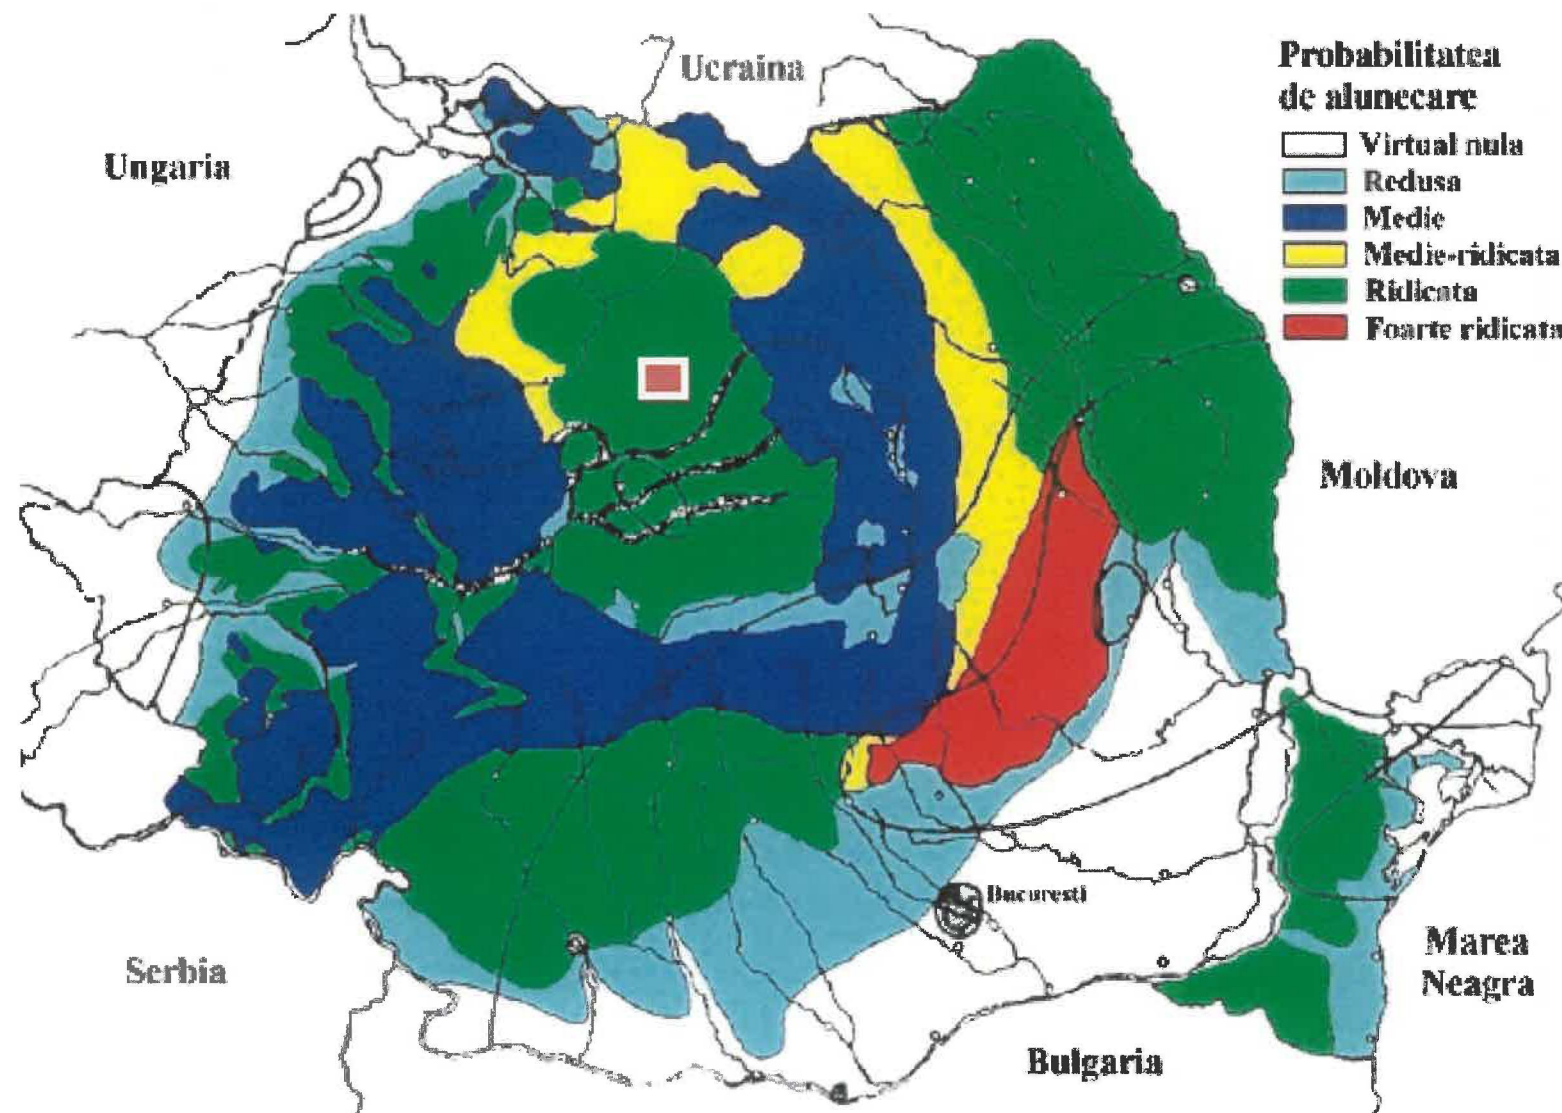 Ucraina
Ungaria
Probabilitatea
de alunecare
Virtual nula
Redusa
Medie
Medie-ridicata
Ridicata
Foarte ridicata
Moldova
Bucuresti
Serbia
Marea
Neagra
Bulgaria